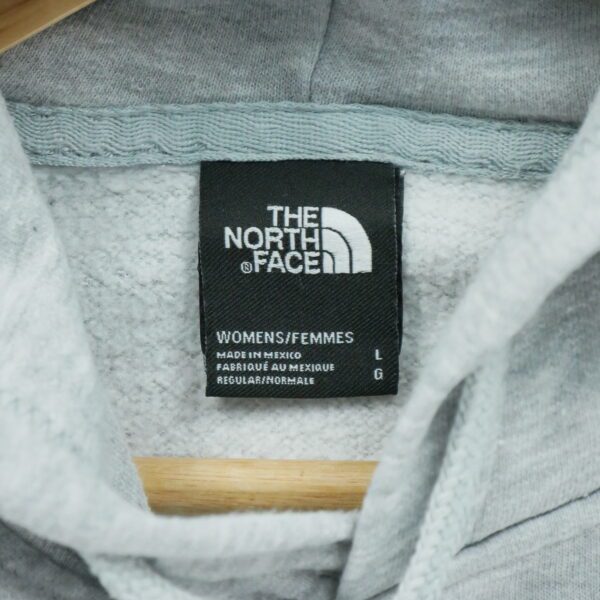 THE
NORTH
FACE
WOMENS/FEMMES
MADE IN MEXICO L
FABRIQUÉ AU MEXIQUE G
REGULAR/NORMALE